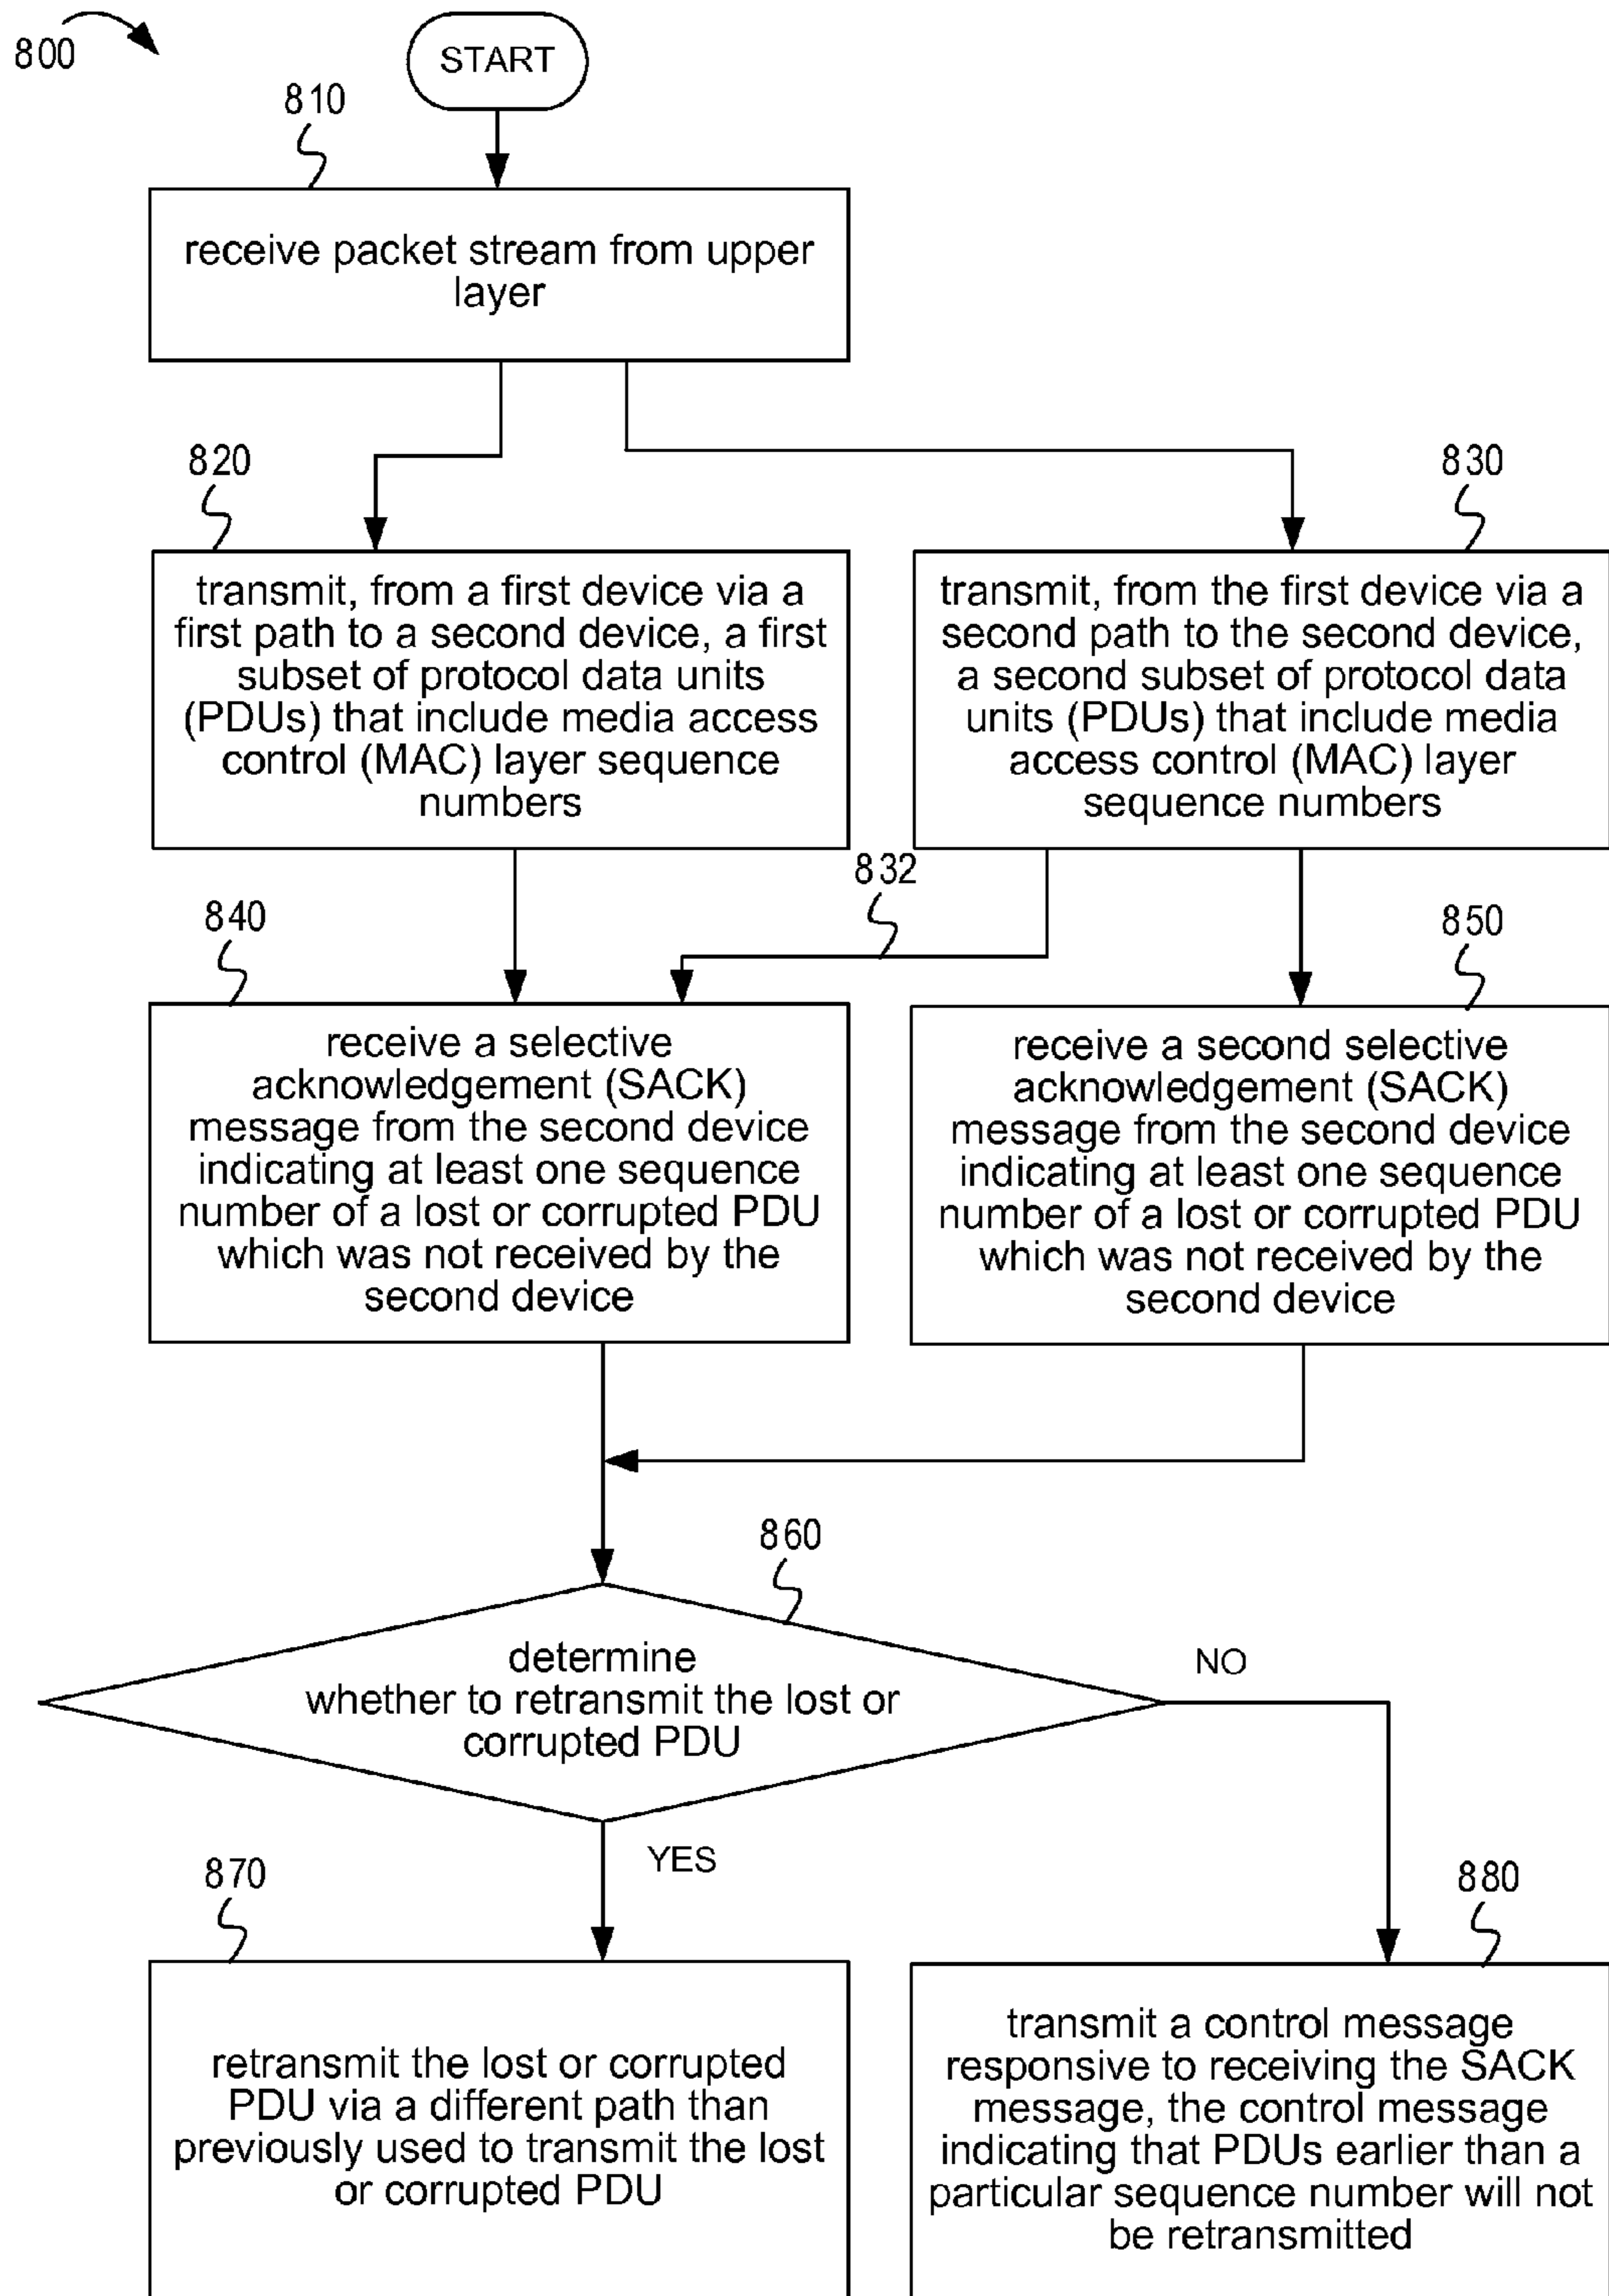 800
START
810
receive packet stream from upper
layer
820
830
transmit, from a first device via a
first path to a second device, a first
subset of protocol data units
(PDUs) that include media access
control (MAC) layer sequence
numbers
transmit, from the first device via a
second path to the second device,
a second subset of protocol data
units (PDUs) that include media
access control (MAC) layer
sequence numbers
832
840
850
receive a selective
acknowledgement (SACK)
message from the second device
indicating at least one sequence
number of a lost or corrupted PDU
which was not received by the
second device
receive a second selective
acknowledgement (SACK)
message from the second device
indicating at least one sequence
number of a lost or corrupted PDU
which was not received by the
second device
860
determine
whether to retransmit the lost or
corrupted PDU
NO
YES
870
880
retransmit the lost or corrupted
PDU via a different path than
previously used to transmit the lost
or corrupted PDU
transmit a control message
responsive to receiving the SACK
message, the control message
indicating that PDUs earlier than a
particular sequence number will not
be retransmitted